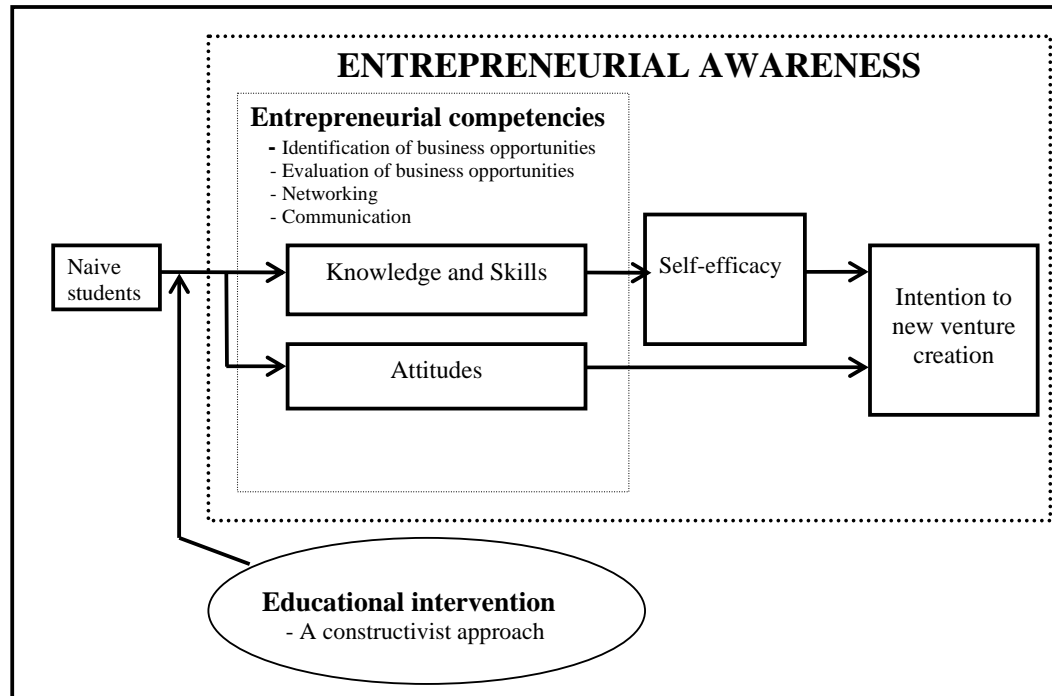 ENTREPRENEURIAL AWARENESS
Entrepreneurial competencies
- Identification of business opportunities
- Evaluation of business opportunities
- Networking
- Communication
Naive
students
Knowledge and Skills
Self-efficacy
Intention to
new venture
creation
Attitudes
Educational intervention
- A constructivist approach